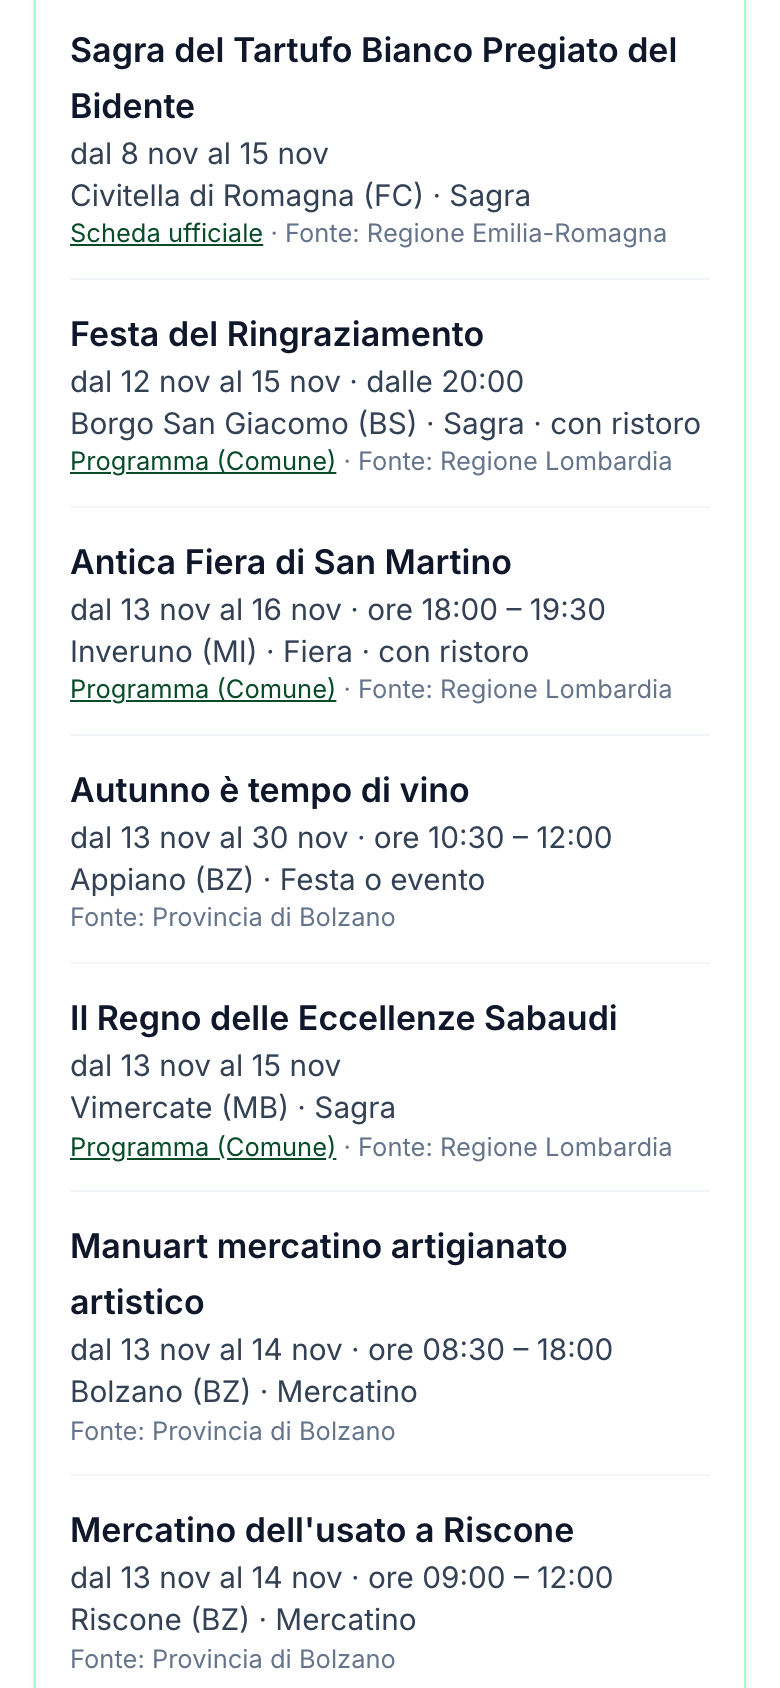 Sagra del Tartufo Bianco Pregiato del
Bidente
dal 8 nov al 15 nov
Civitella di Romagna (FC) · Sagra
Scheda ufficiale · Fonte: Regione Emilia-Romagna
Festa del Ringraziamento
dal 12 nov al 15 nov · dalle 20:00
Borgo San Giacomo (BS) · Sagra · con ristoro
Programma (Comune) · Fonte: Regione Lombardia
Antica Fiera di San Martino
dal 13 nov al 16 nov · ore 18:00 – 19:30
Inveruno (MI) · Fiera · con ristoro
Programma (Comune) · Fonte: Regione Lombardia
Autunno è tempo di vino
dal 13 nov al 30 nov · ore 10:30 – 12:00
Appiano (BZ) · Festa o evento
Fonte: Provincia di Bolzano
Il Regno delle Eccellenze Sabaudi
dal 13 nov al 15 nov
Vimercate (MB) · Sagra
Programma (Comune) · Fonte: Regione Lombardia
Manuart mercatino artigianato
artistico
dal 13 nov al 14 nov · ore 08:30 – 18:00
Bolzano (BZ) · Mercatino
Fonte: Provincia di Bolzano
Mercatino dell'usato a Riscone
dal 13 nov al 14 nov · ore 09:00 – 12:00
Riscone (BZ) · Mercatino
Fonte: Provincia di Bolzano